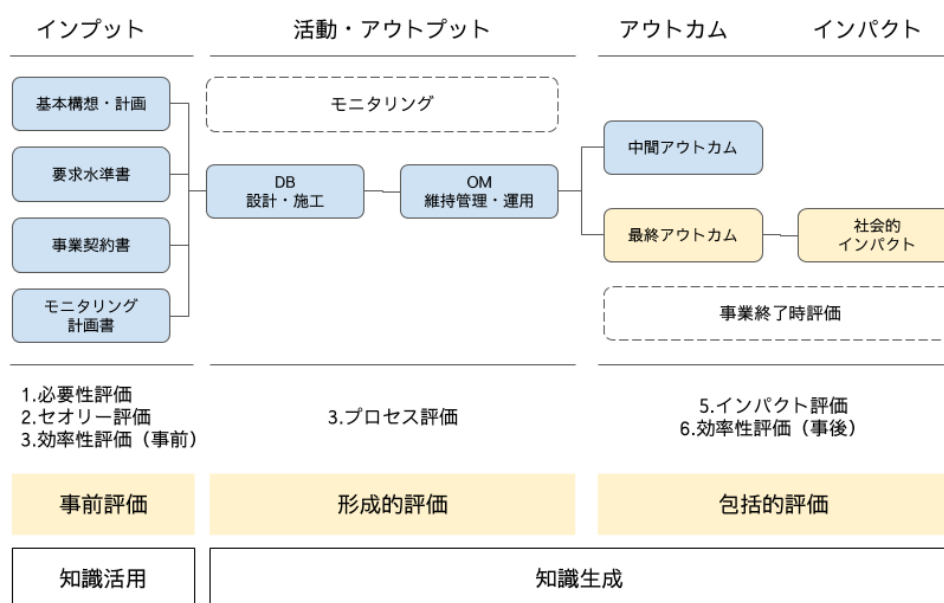 インプット
活動・アウトプット
アウトカム
インパクト
基本構想・計画
要求水準書
事業契約書
モニタリング
計画書
モニタリング
DB
設計・施工
OM
維持管理・運用
中間アウトカム
最終アウトカム
社会的
インパクト
事業終了時評価
1.必要性評価
2.セオリー評価
3.効率性評価（事前）
3.プロセス評価
5.インパクト評価
6.効率性評価（事後）
事前評価
形成的評価
包括的評価
知識活用
知識生成